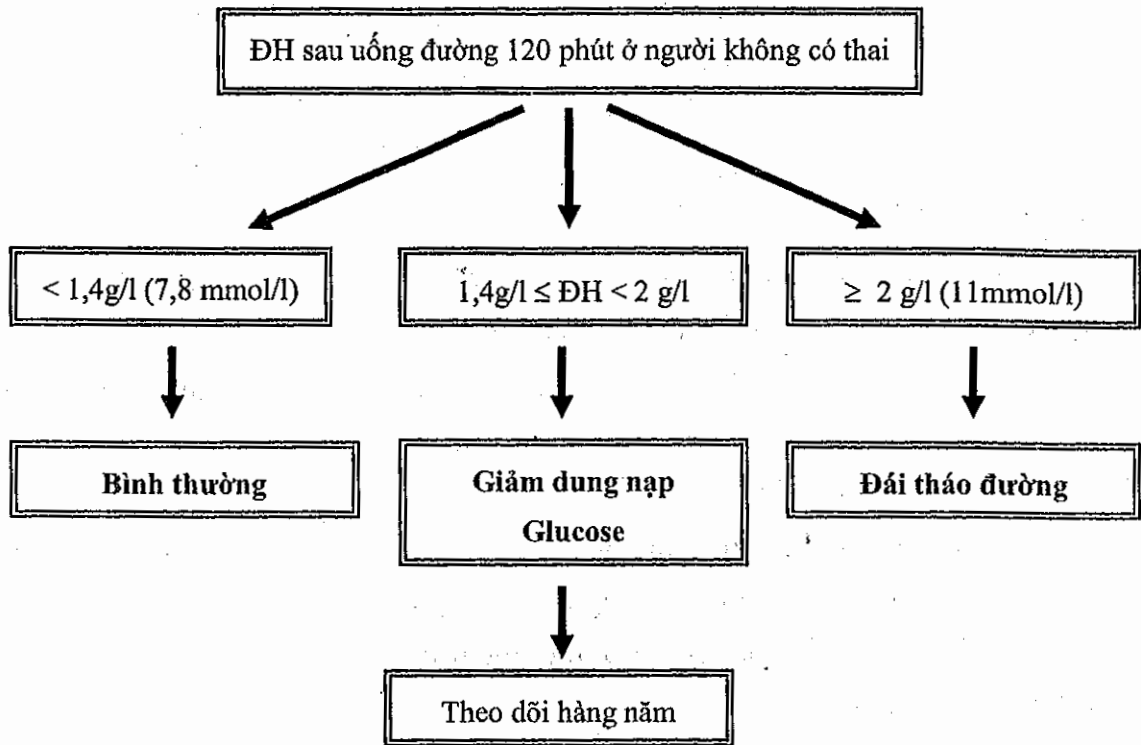 ĐH sau uống đường 120 phút ở người không có thai
< 1,4g/l (7,8 mmol/l)
1,4g/l ≤ ĐH < 2 g/l
≥ 2 g/l (11mmol/l)
Bình thường
Giảm dung nạp
Glucose
Đái tháo đường
Theo dõi hàng năm